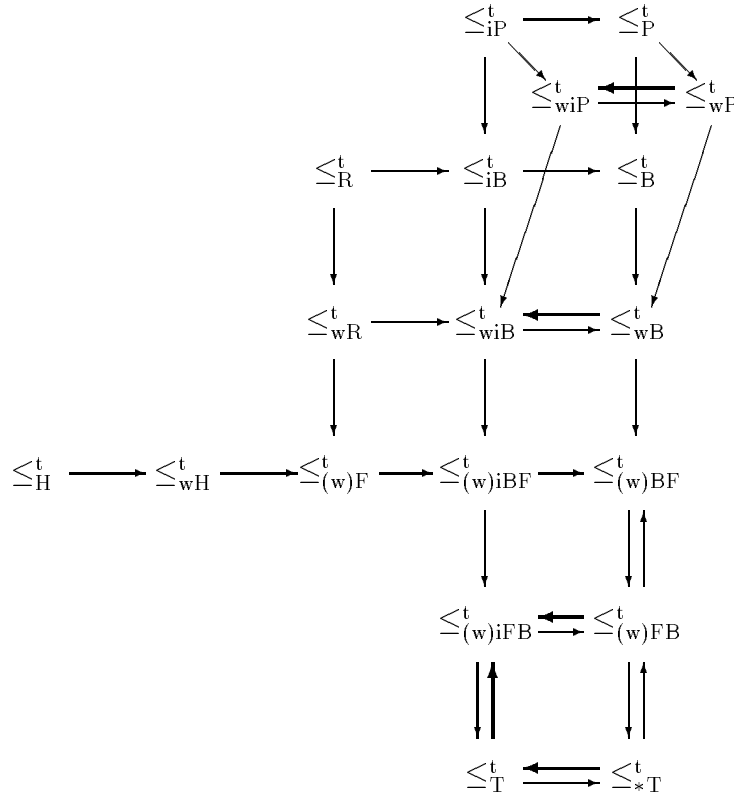 ≤ᵗ_iP ≤ᵗ_P
≤ᵗ_wiP ≤ᵗ_wP
≤ᵗ_R ≤ᵗ_iB ≤ᵗ_B
≤ᵗ_wR ≤ᵗ_wiB ≤ᵗ_wB
≤ᵗ_H ≤ᵗ_wH ≤ᵗ_(w)F ≤ᵗ_(w)iBF ≤ᵗ_(w)BF
≤ᵗ_(w)iFB ≤ᵗ_(w)FB
≤ᵗ_T ≤ᵗ_*T